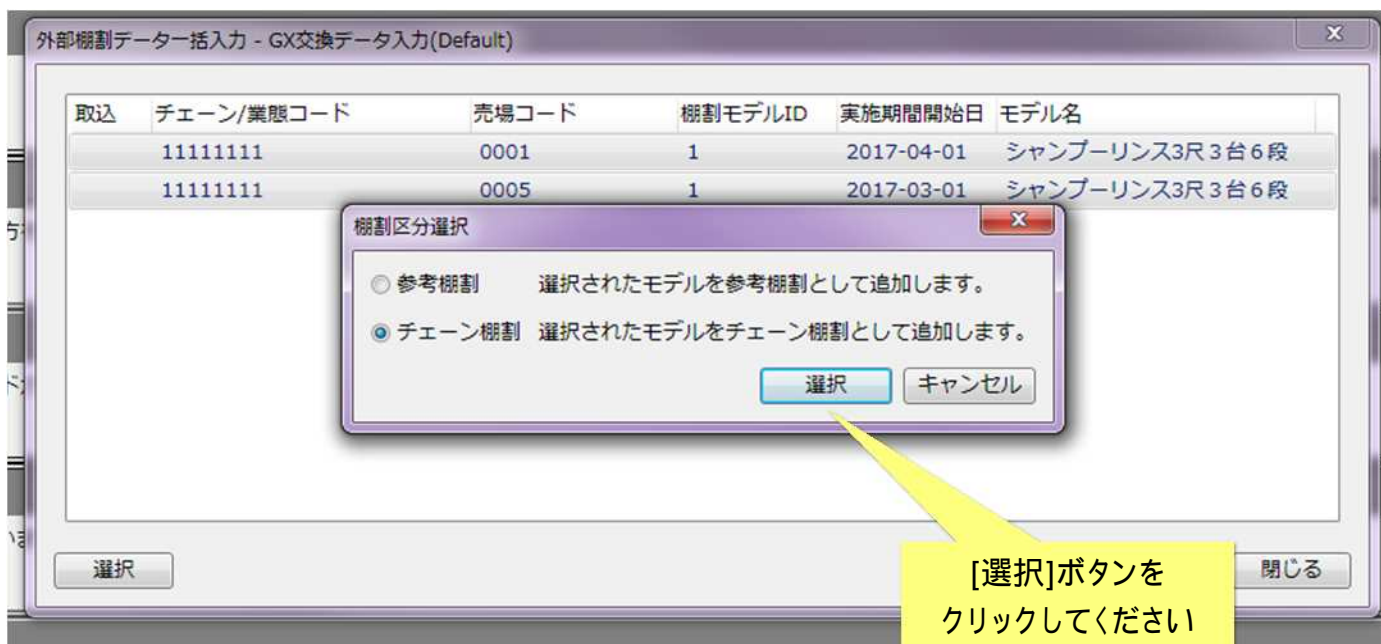 外部棚割データ一括入力 - GX交換データ入力(Default)
取込 チェーン/業態コード 売場コード 棚割モデルID 実施期間開始日 モデル名
11111111 0001 1 2017-04-01 シャンプーリンス3尺3台6段
11111111 0005 1 2017-03-01 シャンプーリンス3尺3台6段
棚割区分選択
参考棚割 選択されたモデルを参考棚割として追加します。
チェーン棚割 選択されたモデルをチェーン棚割として追加します。
選択 キャンセル
選択 閉じる
[選択]ボタンを
クリックしてください